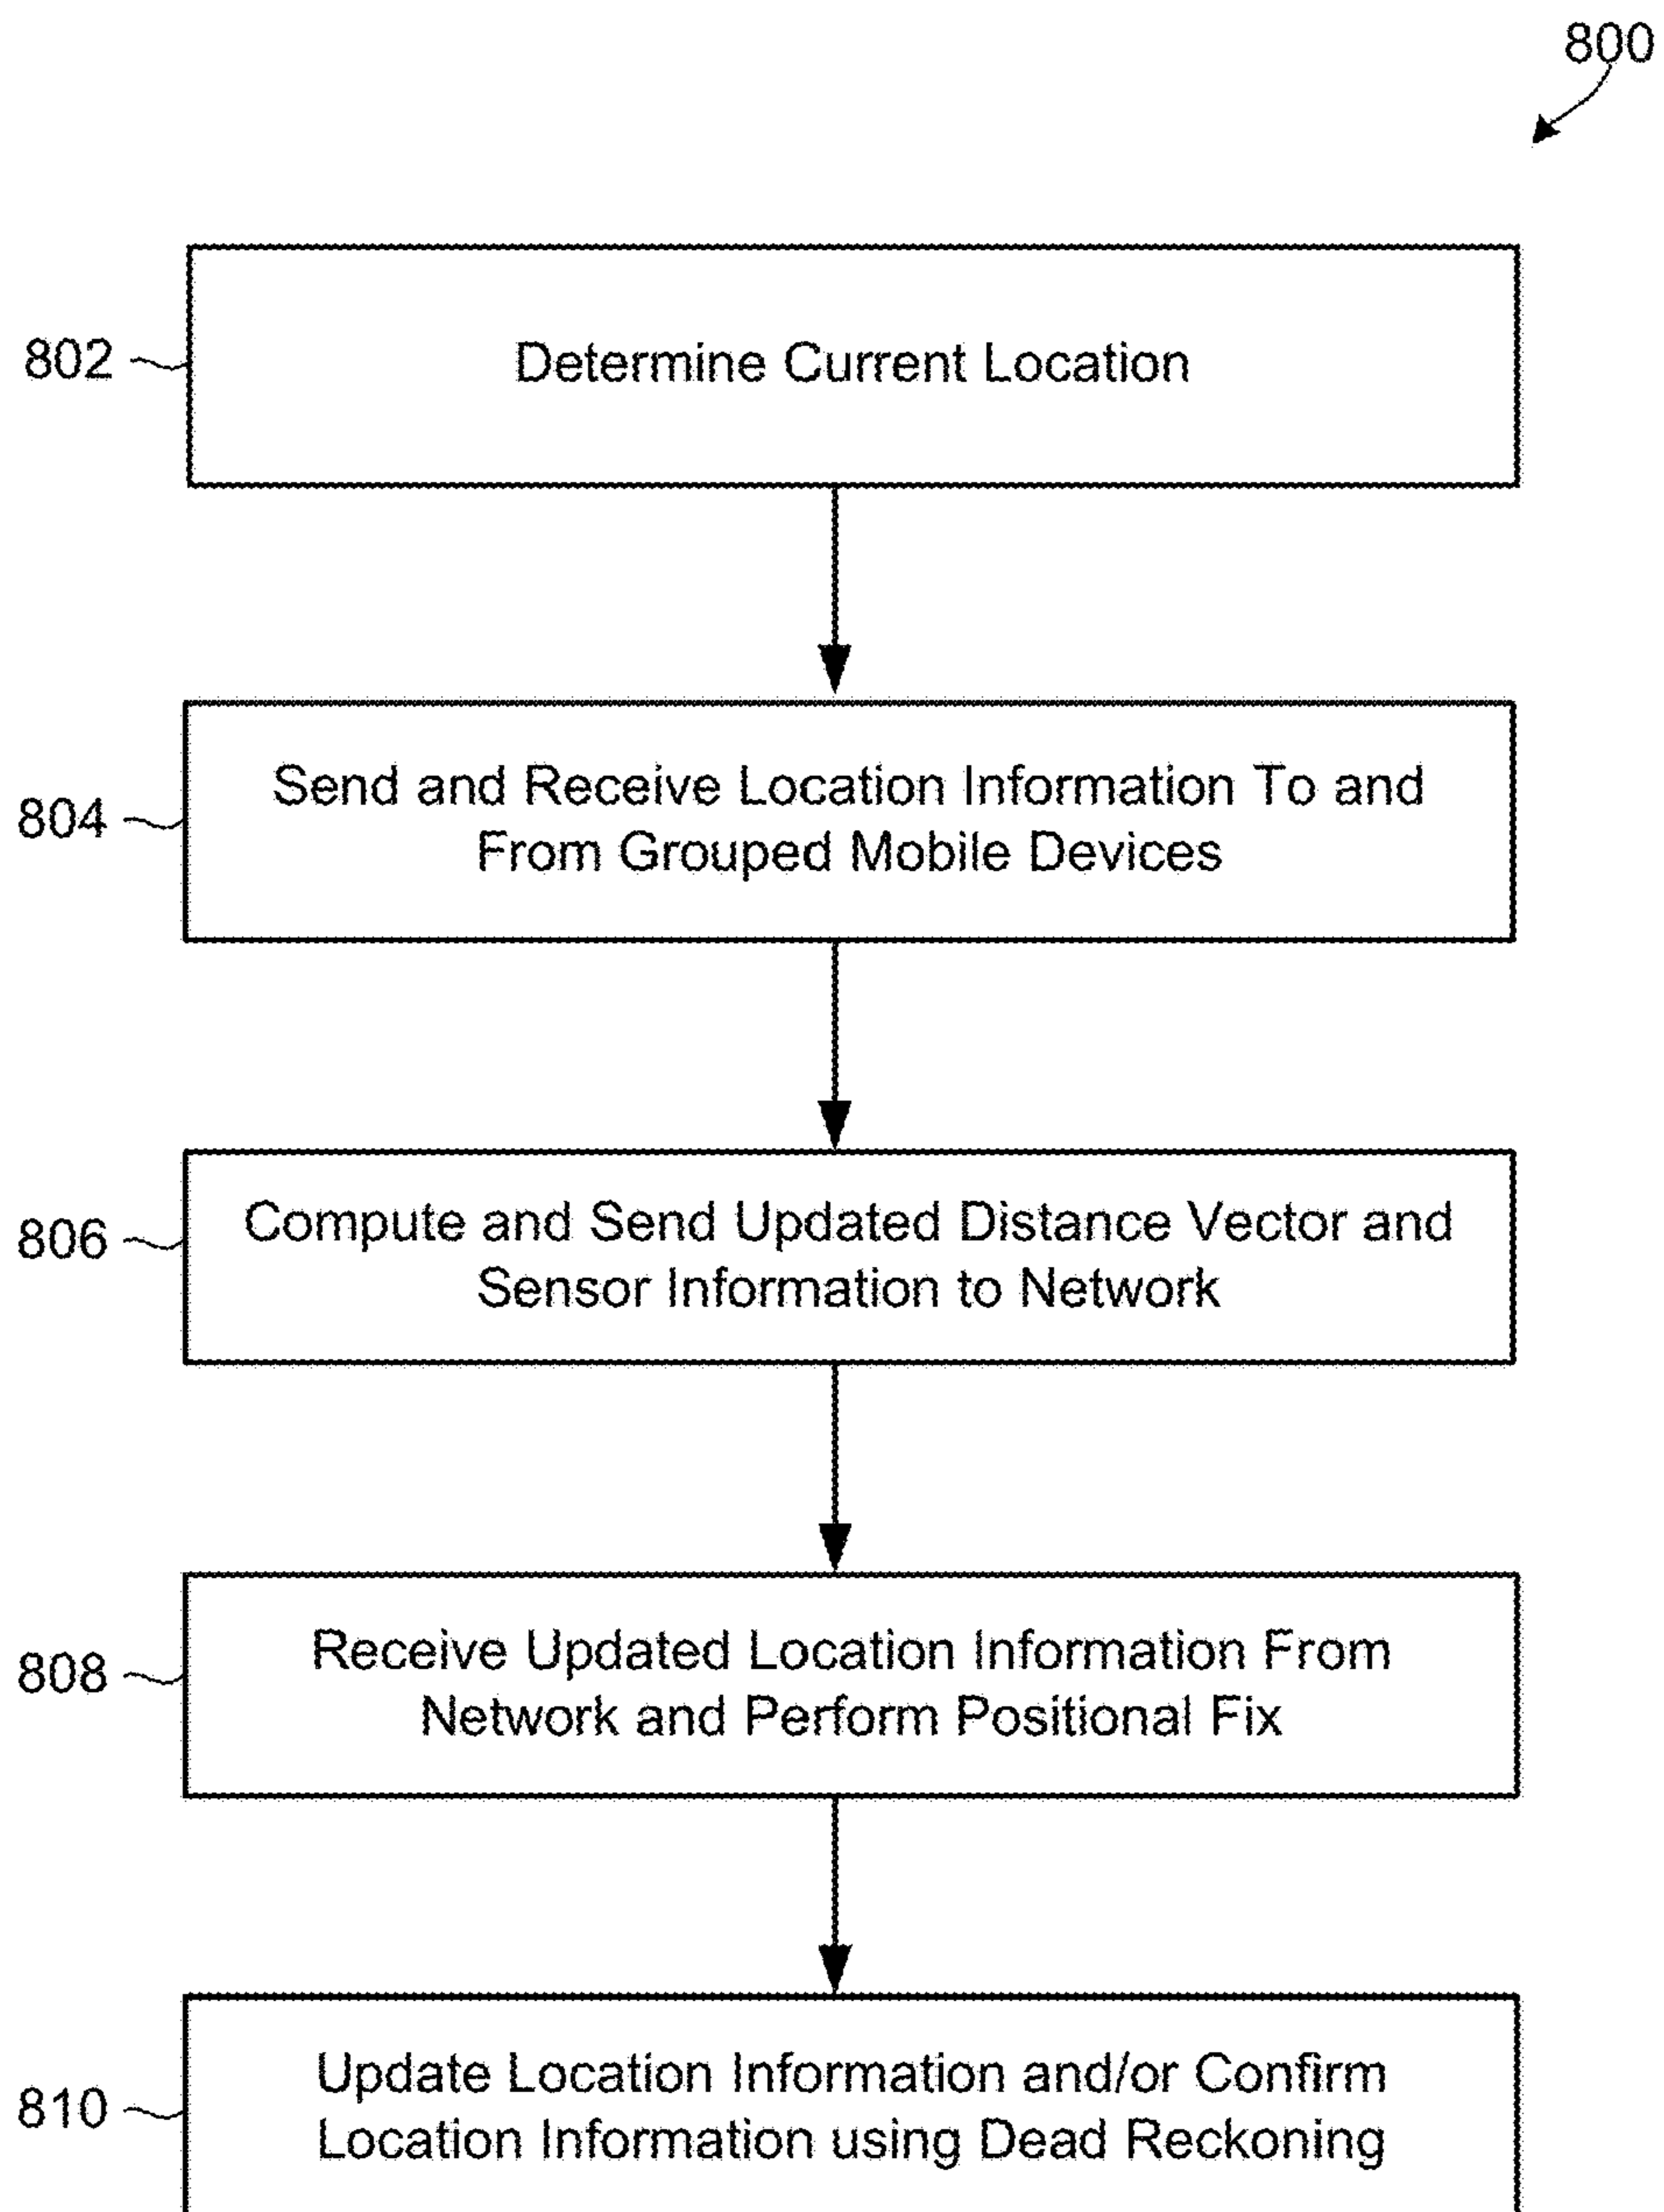 800
802
Determine Current Location
804
Send and Receive Location Information To and
From Grouped Mobile Devices
806
Compute and Send Updated Distance Vector and
Sensor Information to Network
808
Receive Updated Location Information From
Network and Perform Positional Fix
810
Update Location Information and/or Confirm
Location Information using Dead Reckoning